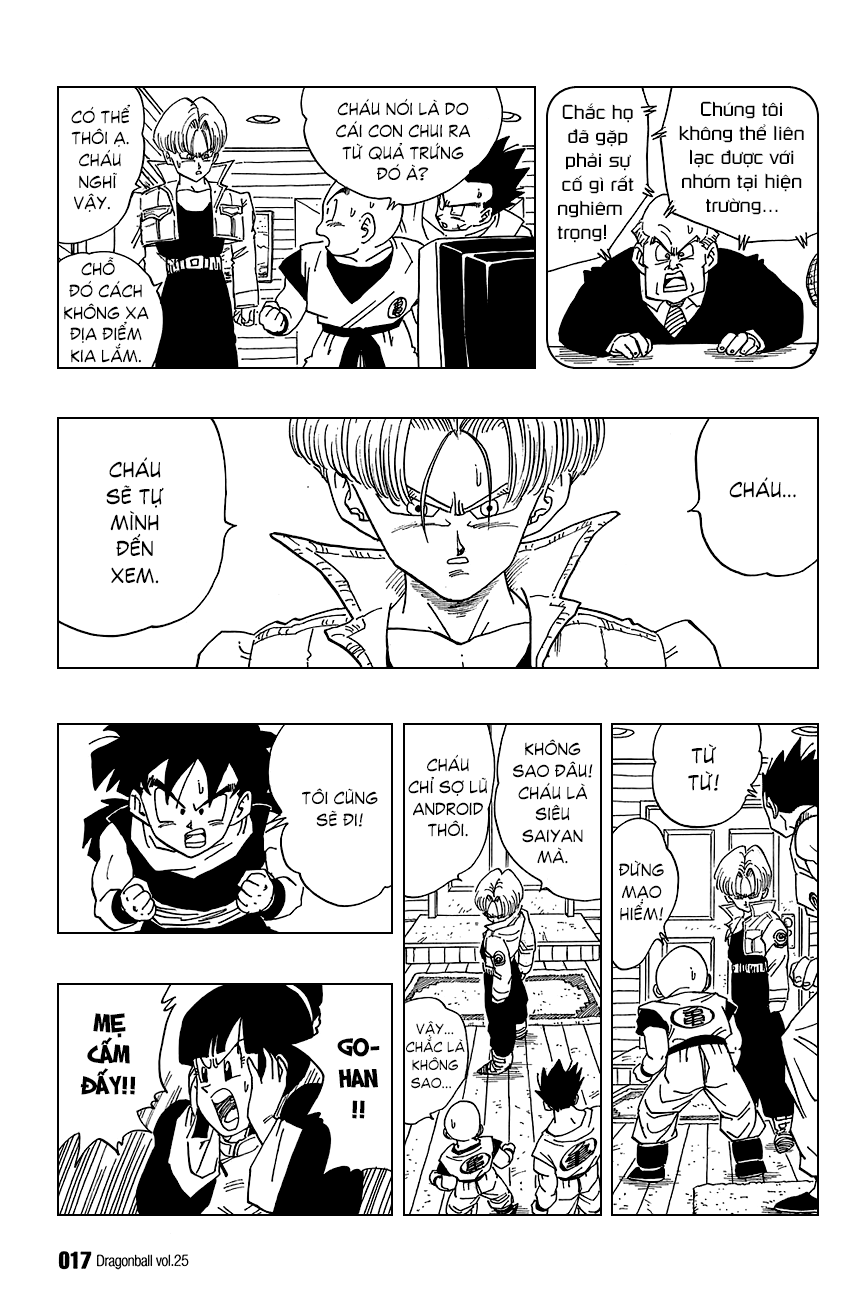 Chúng tôi
không thể liên
lạc được với
nhóm tại hiện
trường...
Chắc họ
đã gặp
phải sự
cố gì rất
nghiêm
trọng!
CHÁU NÓI LÀ DO
CÁI CON CHUI RA
TỪ QUẢ TRỨNG
ĐÓ À?
CÓ THỂ
THÔI Ạ.
CHÁU
NGHĨ
VẬY.
CHỖ
ĐÓ CÁCH
KHÔNG XA
ĐỊA ĐIỂM
KIA LẮM.
CHÁU...
CHÁU
SẼ TỰ
MÌNH
ĐẾN
XEM.
TỪ
TỪ!
ĐỪNG
MẠO
HIỂM!
KHÔNG
SAO ĐÂU!
CHÁU LÀ
SIÊU
SAIYAN
MÀ.
CHÁU
CHỈ SỢ LŨ
ANDROID
THÔI.
VẬY...
CHẮC LÀ
KHÔNG
SAO...
TÔI CŨNG
SẼ ĐI!
GO-
HAN
!!
MẸ
CẤM
ĐẤY!!
017 Dragonball vol.25